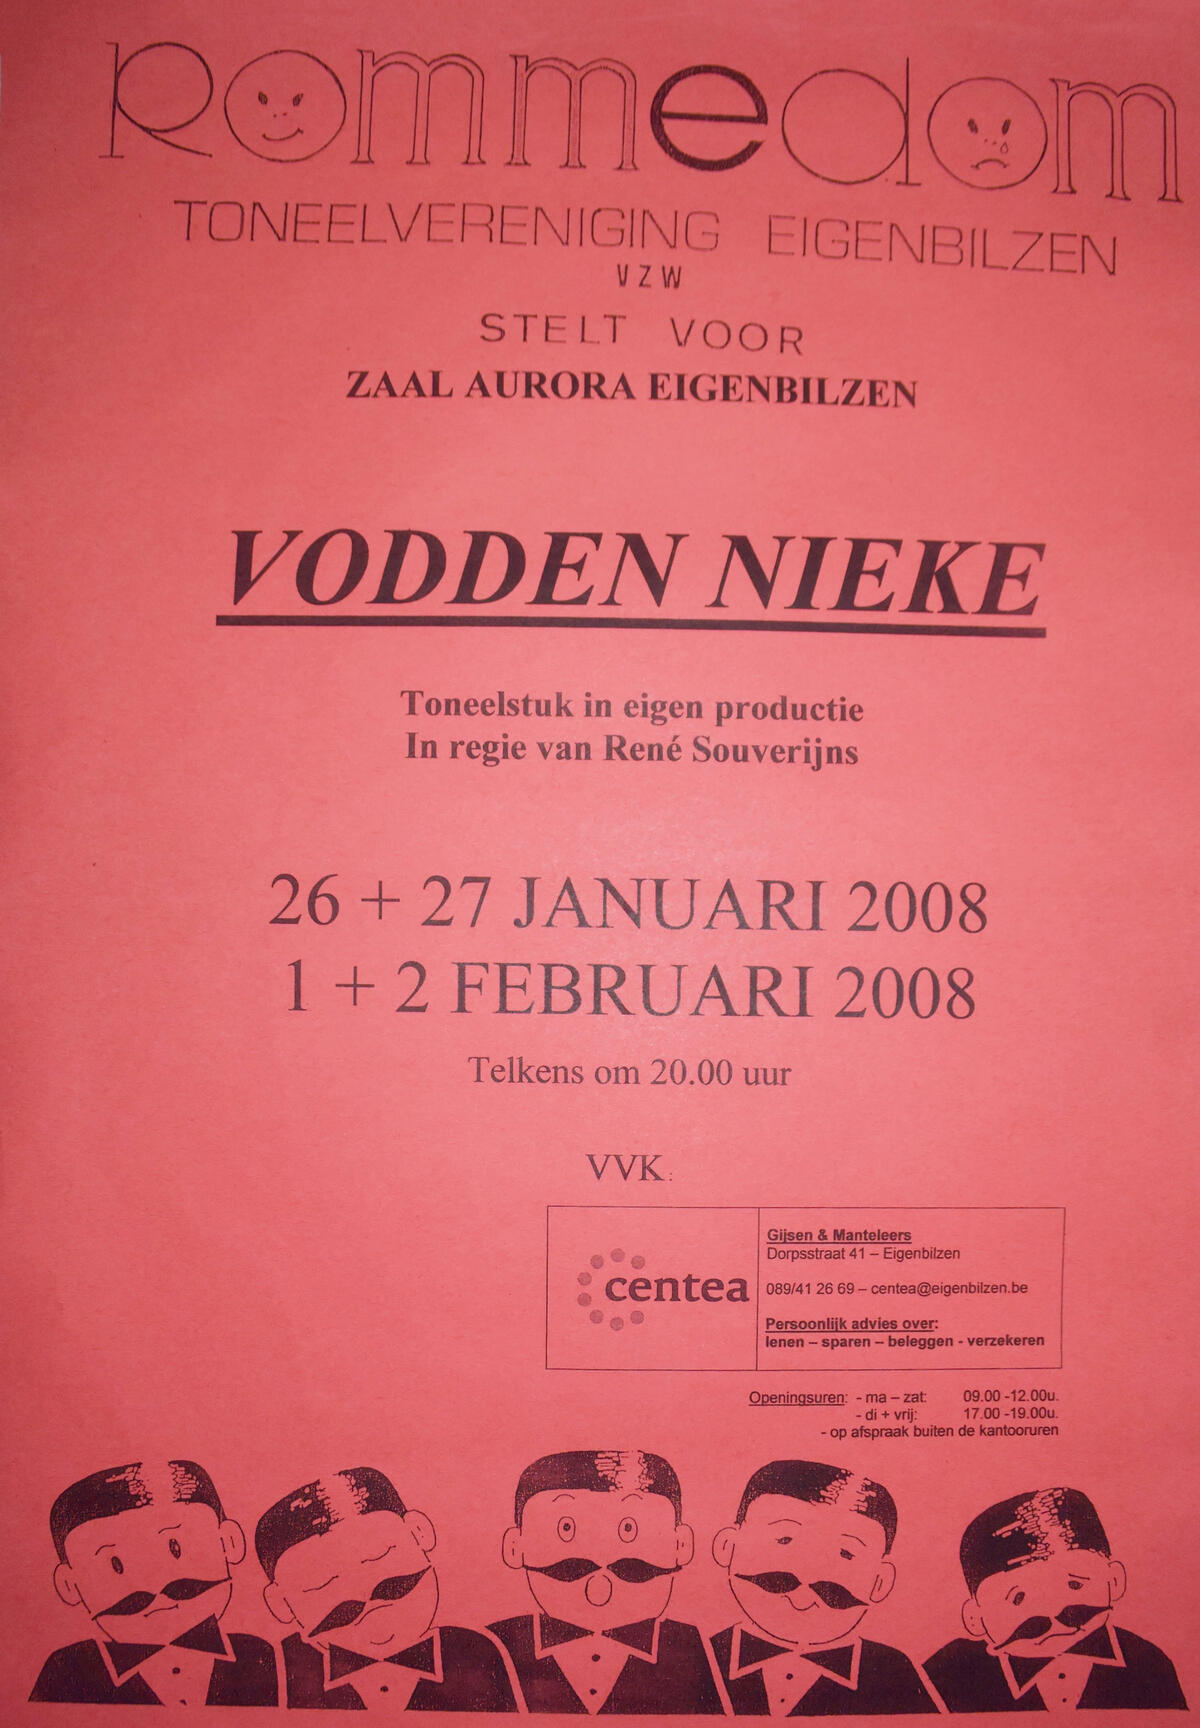 Rommedom
TONEELVERENIGING EIGENBILZEN
VZW
STELT VOOR
ZAAL AURORA EIGENBILZEN
VODDEN NIEKE
Toneelstuk in eigen productie
In regie van René Souverijns
26 + 27 JANUARI 2008
1 + 2 FEBRUARI 2008
Telkens om 20.00 uur
VVK:
centea
Gijsen & Manteleers
Dorpsstraat 41 – Eigenbilzen
089/41 26 69 – centea@eigenbilzen.be
Persoonlijk advies over:
lenen – sparen – beleggen - verzekeren
Openingsuren: - ma – zat: 09.00 -12.00u.
- di + vrij: 17.00 -19.00u.
- op afspraak buiten de kantooruren